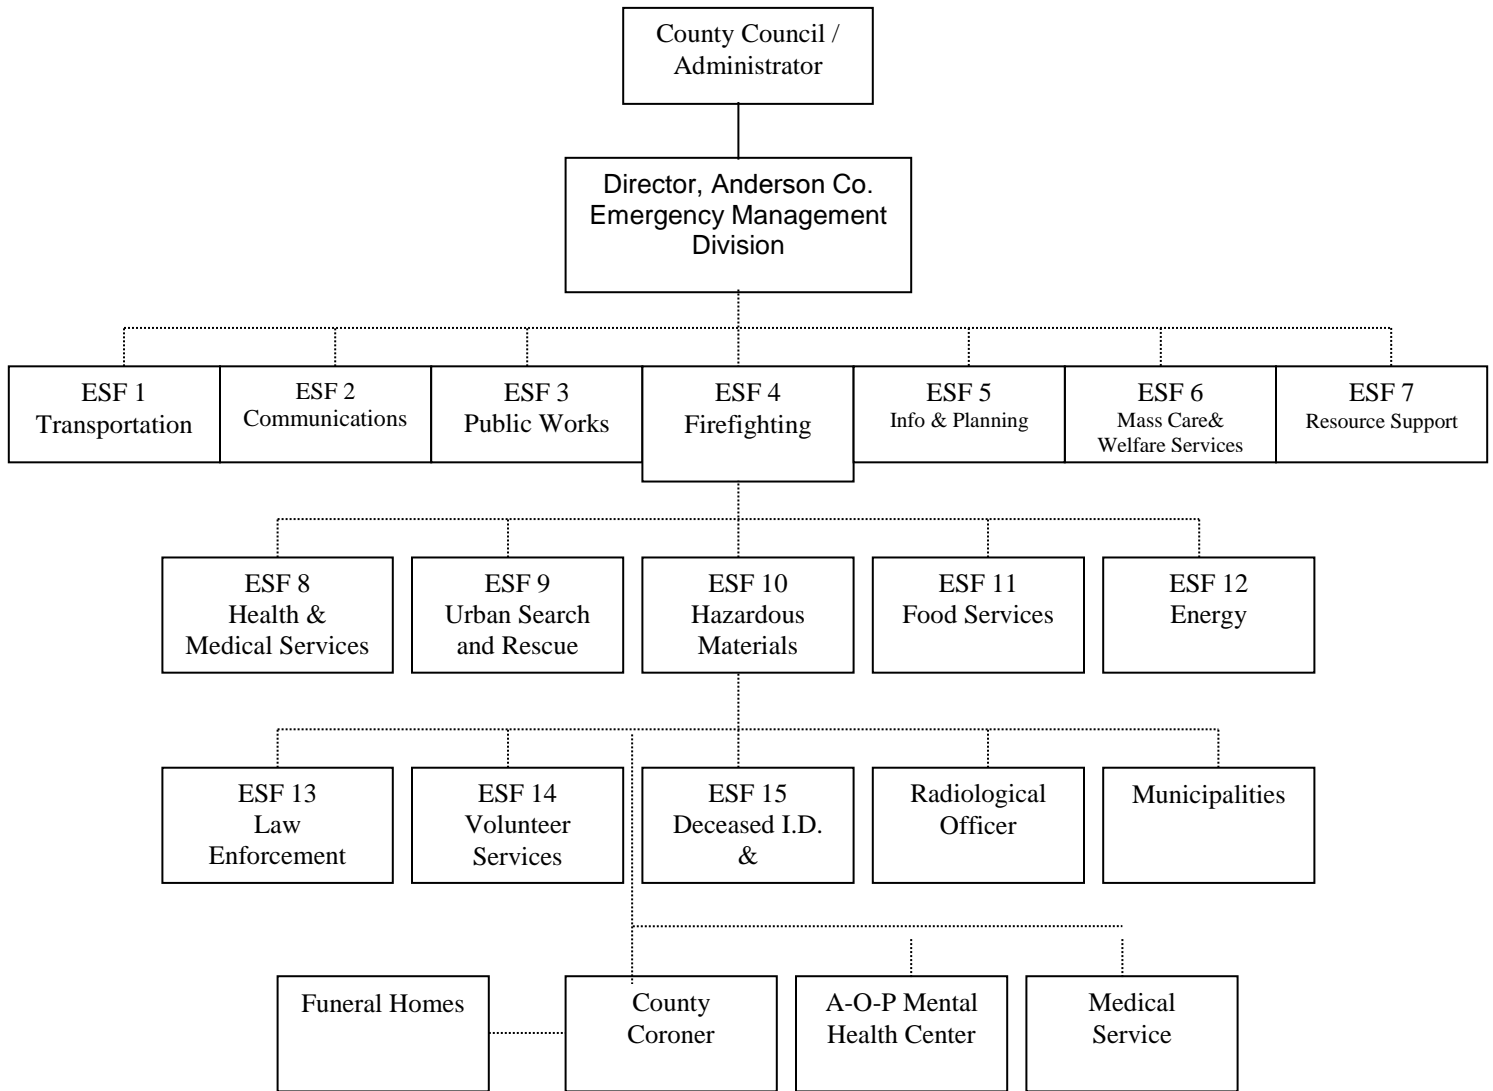 County Council /
Administrator
Director, Anderson Co.
Emergency Management
Division
ESF 1
Transportation
ESF 2
Communications
ESF 3
Public Works
ESF 4
Firefighting
ESF 5
Info & Planning
ESF 6
Mass Care&
Welfare Services
ESF 7
Resource Support
ESF 8
Health &
Medical Services
ESF 9
Urban Search
and Rescue
ESF 10
Hazardous
Materials
ESF 11
Food Services
ESF 12
Energy
ESF 13
Law
Enforcement
ESF 14
Volunteer
Services
ESF 15
Deceased I.D.
&
Radiological
Officer
Municipalities
Funeral Homes
County
Coroner
A-O-P Mental
Health Center
Medical
Service